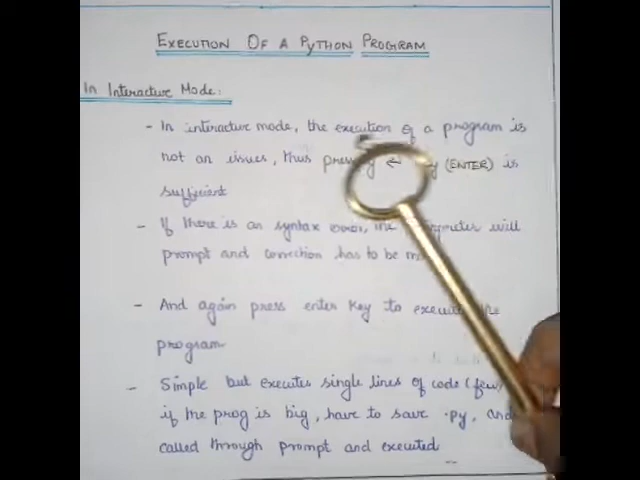 EXECUTION OF A PYTHON PROGRAM
In Interactive Mode:
- In interactive mode, the execution of a program is
not an issues, thus ← (ENTER) is
sufficient
- If there is an syntax error, the will
prompt and correction has to be
- And again press enter key to
program
- Simple but executes single lines of code (few)
if the prog is big, have to save .py, and
called through prompt and executed